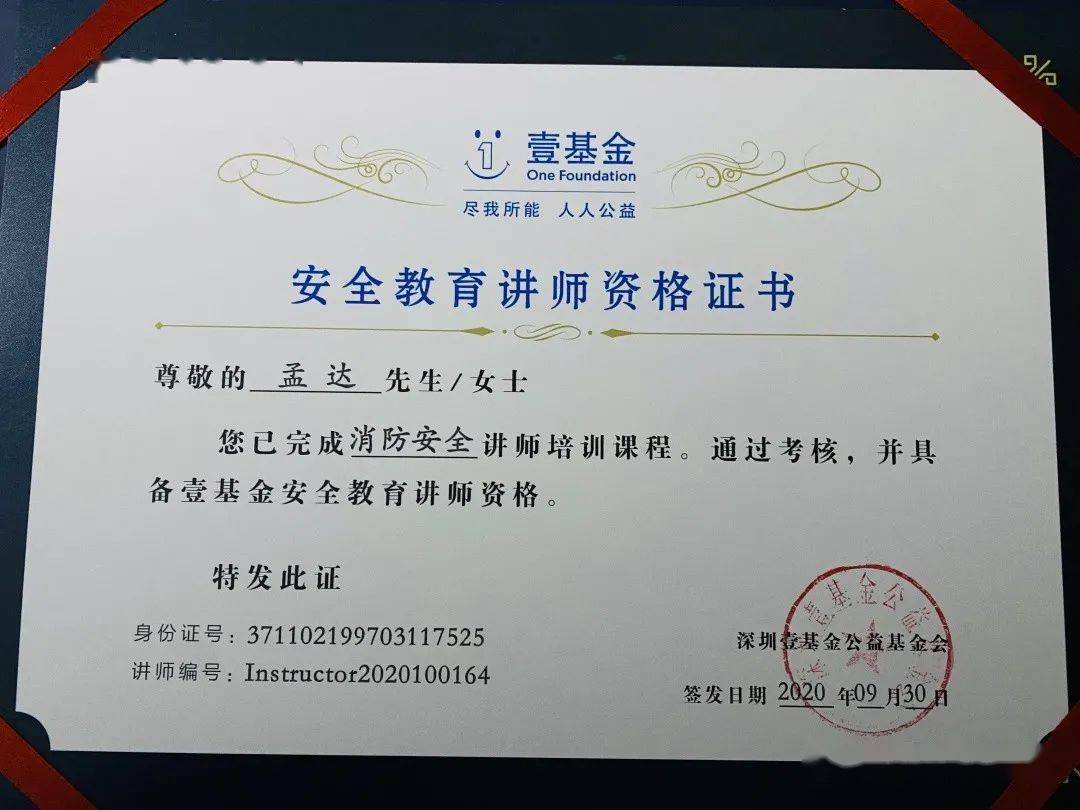 壹基金
One Foundation
尽我所能 人人公益
安全教育讲师资格证书
尊敬的 孟达 先生/女士
您已完成消防安全讲师培训课程。通过考核，并具
备壹基金安全教育讲师资格。
特发此证
身份证号：371102199703117525
讲师编号：Instructor2020100164
深圳壹基金公益基金会
签发日期 2020 年09月30日